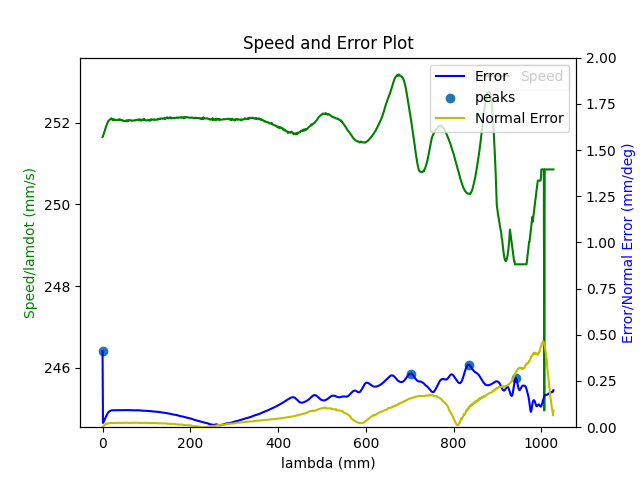 Speed and Error Plot
Speed/lamdot (mm/s)
252
250
248
246
Error
Speed
peaks
Normal Error
2.00
1.75
1.50
1.25
1.00
0.75
0.50
0.25
0.00
Error/Normal Error (mm/deg)
0
200
400
600
800
1000
lambda (mm)